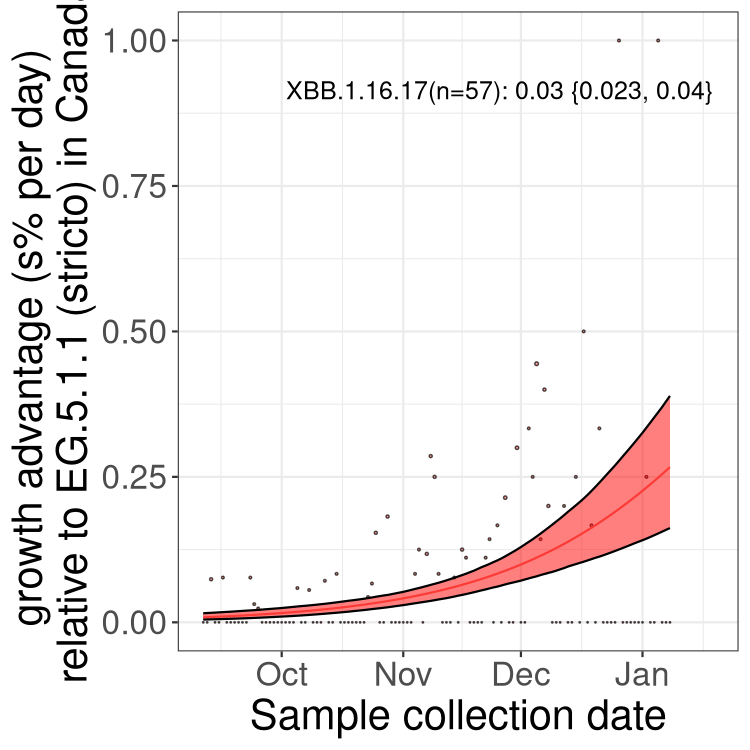 growth advantage (s% per day)
relative to EG.5.1.1 (stricto) in Canada
1.00
XBB.1.16.17(n=57): 0.03 {0.023, 0.04}
0.75
0.50
0.25
0.00
Oct Nov Dec Jan
Sample collection date